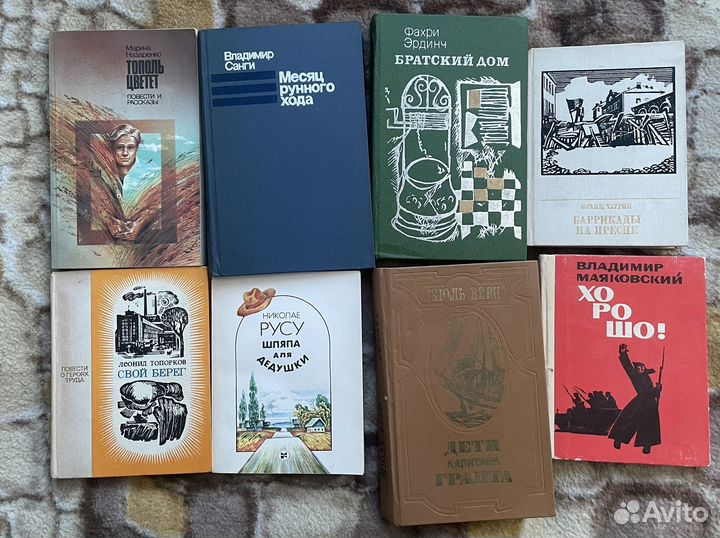 Марина
Назаренко
ТОПОЛЬ
ЦВЕТЕТ
ПОВЕСТИ И
РАССКАЗЫ
Владимир
Санги
Месяц
рунного
хода
Фахри
Эрдинч
БРАТСКИЙ ДОМ
ФРАНЦ ТАУРИН
БАРРИКАДЫ
НА ПРЕСНЕ
ПОВЕСТИ
О ГЕРОЯХ
ТРУДА
ЛЕОНИД ТОПОРКОВ
СВОЙ БЕРЕГ
НИКОЛАЕ
РУСУ
ШЛЯПА ДЛЯ
ДЕДУШКИ
ЖЮЛЬ ВЕРН
ДЕТИ
КАПИТАНА
ГРАНТА
ВЛАДИМИР
МАЯКОВСКИЙ
ХО
РО
ШО!
Avito